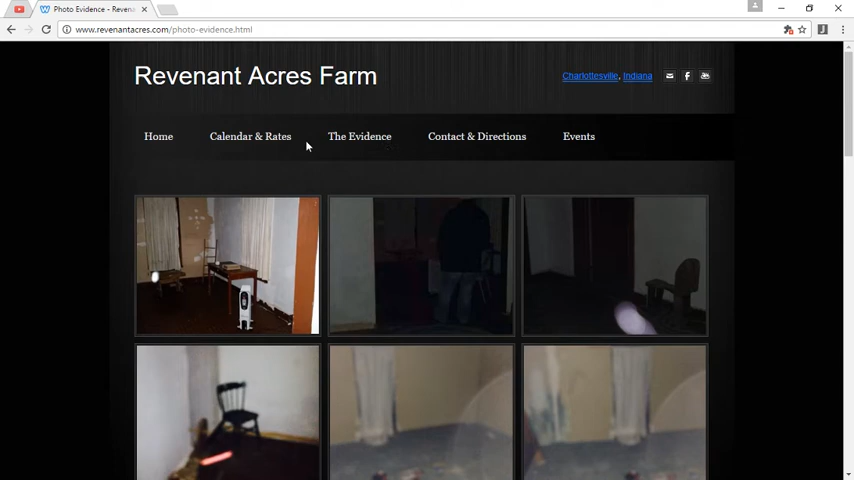 Photo Evidence - Reven
www.revenantacres.com/photo-evidence.html
Revenant Acres Farm
Charlottesville, Indiana
Home
Calendar & Rates
The Evidence
Contact & Directions
Events